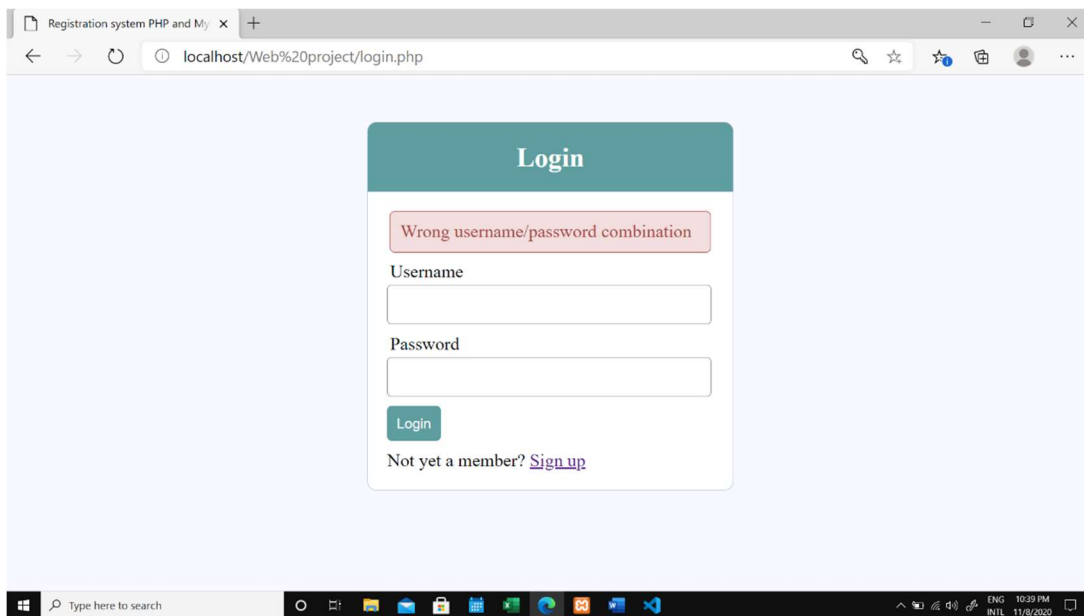 Registration system PHP and My
localhost/Web%20project/login.php
Login
Wrong username/password combination
Username
Password
Login
Not yet a member? Sign up
Type here to search
ENG 10:39 PM
INTL 11/8/2020